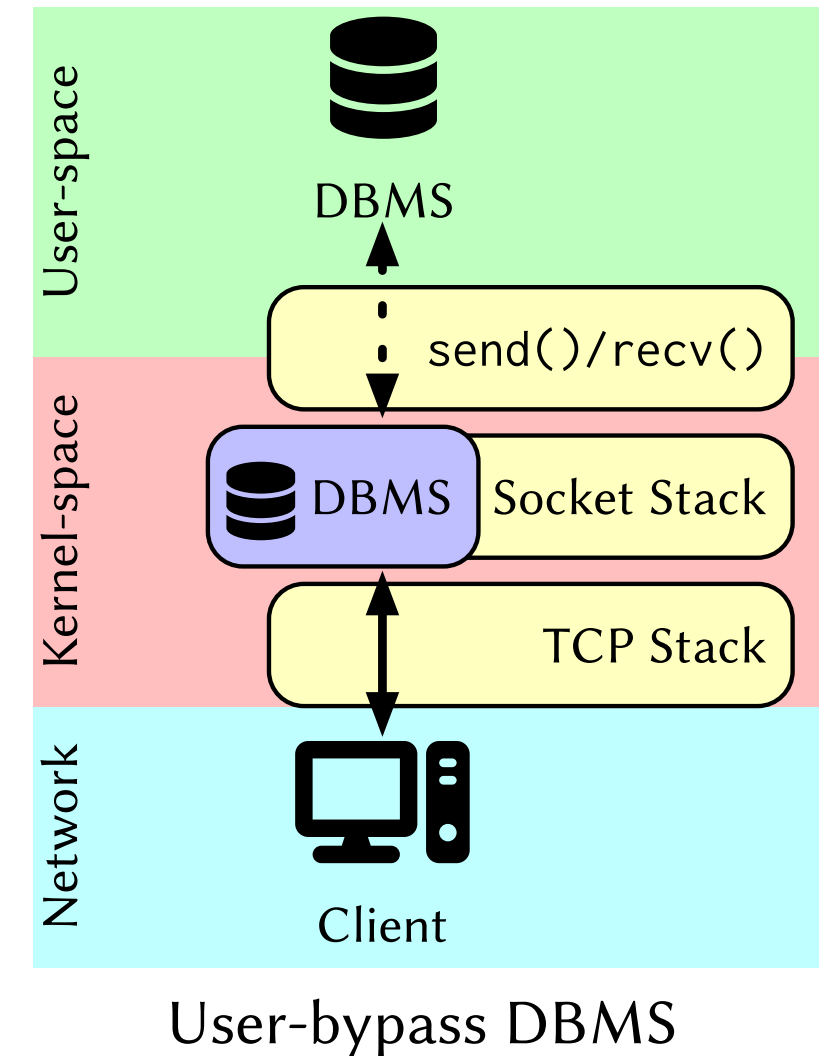 User-space
DBMS
send()/recv()
Kernel-space
DBMS
Socket Stack
TCP Stack
Network
Client
User-bypass DBMS